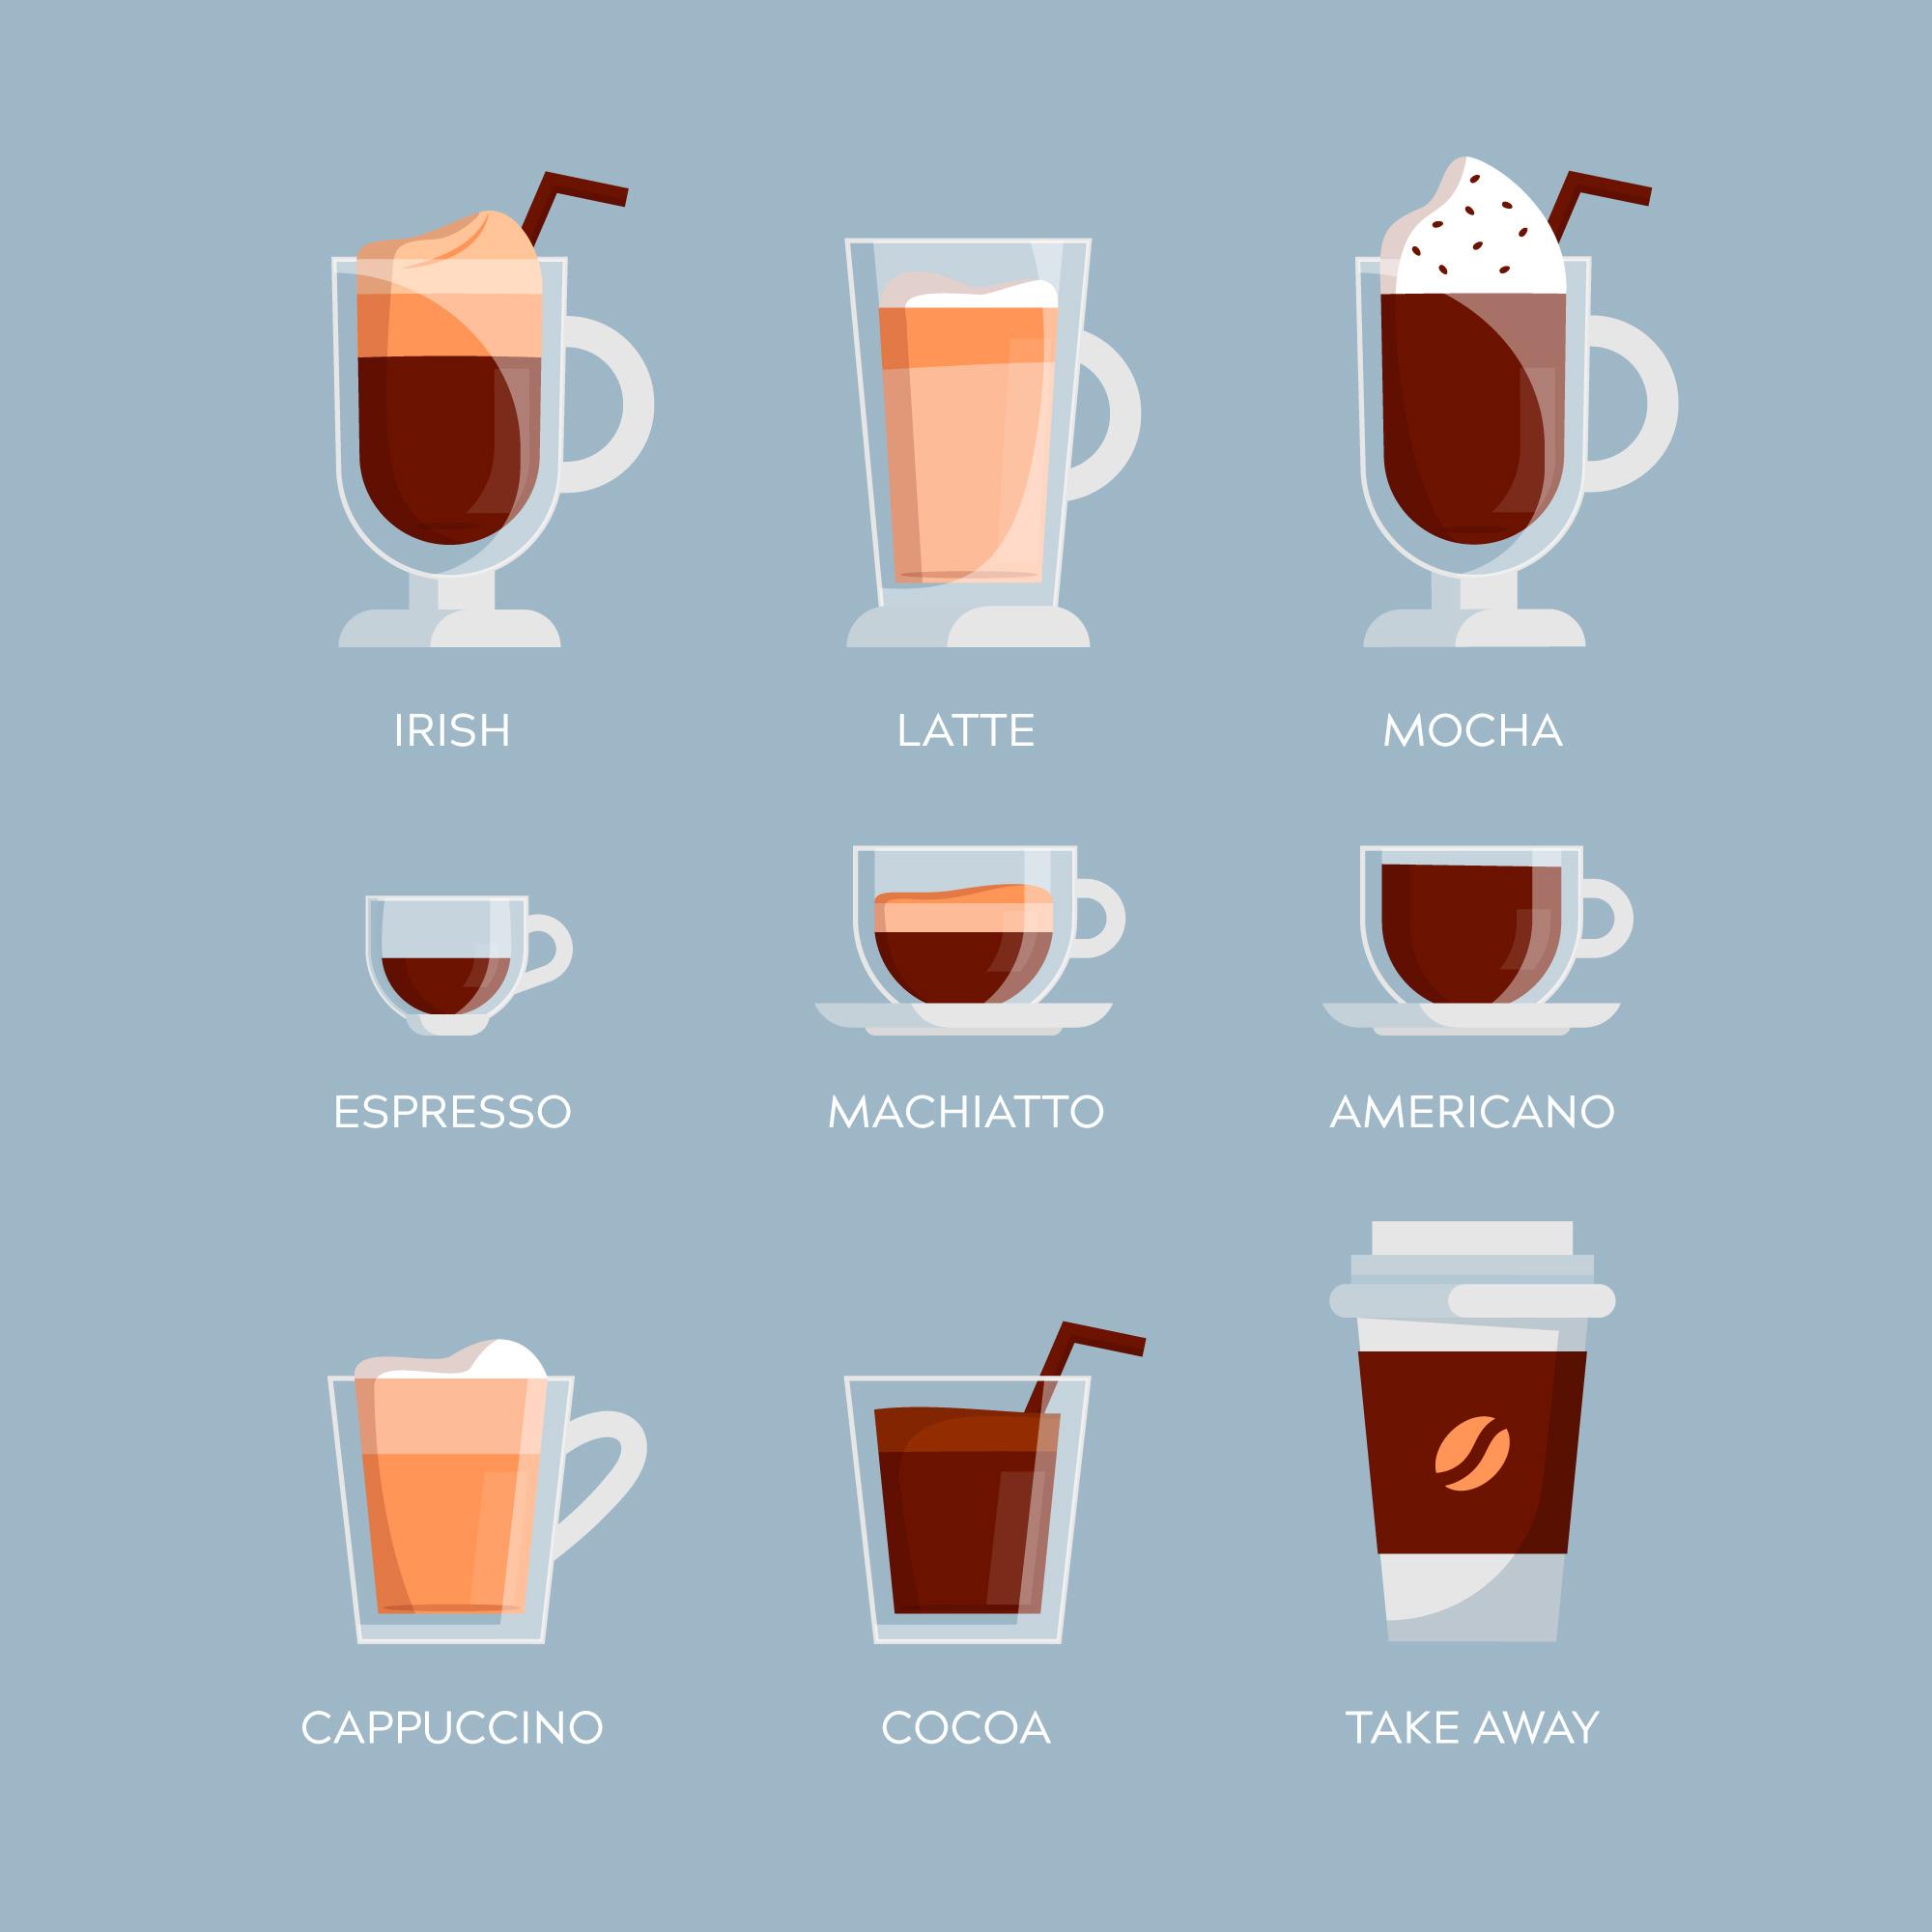 IRISH
LATTE
MOCHA
ESPRESSO
MACHIATTO
AMERICANO
CAPPUCCINO
COCOA
TAKE AWAY